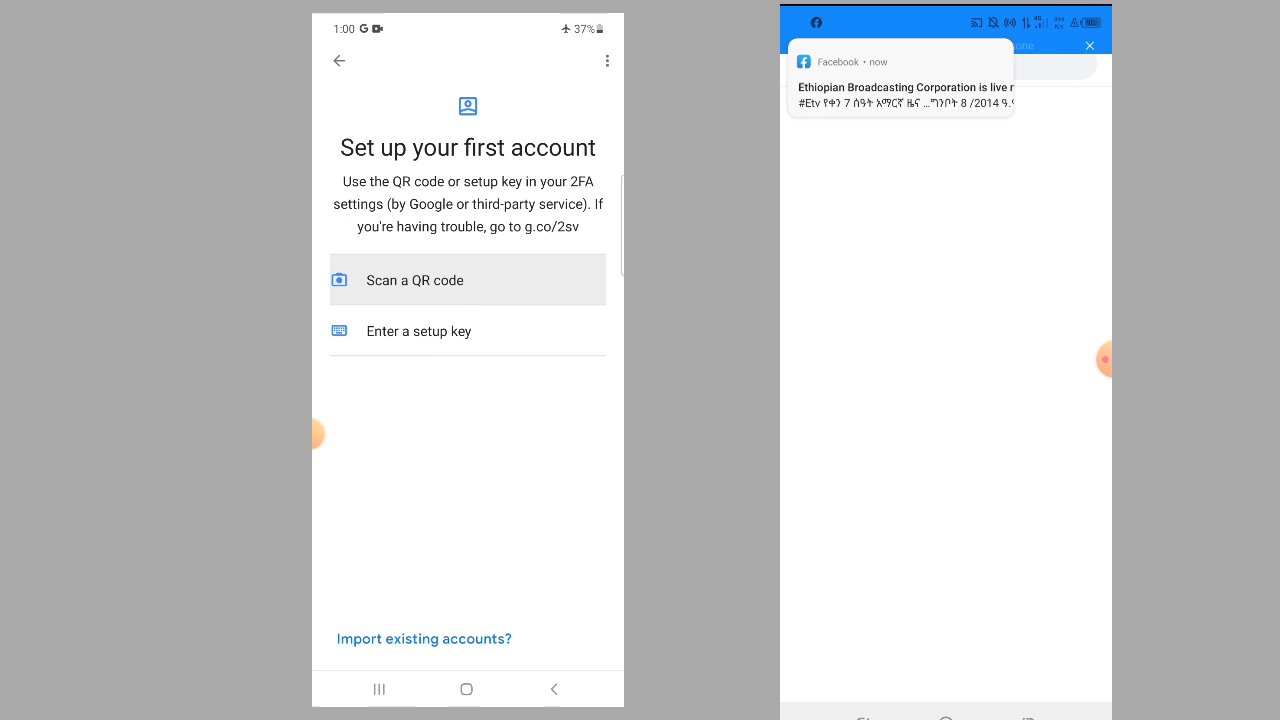 1:00
37%
Set up your first account
Use the QR code or setup key in your 2FA
settings (by Google or third-party service). If
you're having trouble, go to g.co/2sv
Scan a QR code
Enter a setup key
Import existing accounts?
one
Facebook • now
Ethiopian Broadcasting Corporation is live
#Etv የቀን 7 ሰዓት አማርኛ ዜና ...ግንቦት 8 /2014 ዓ.